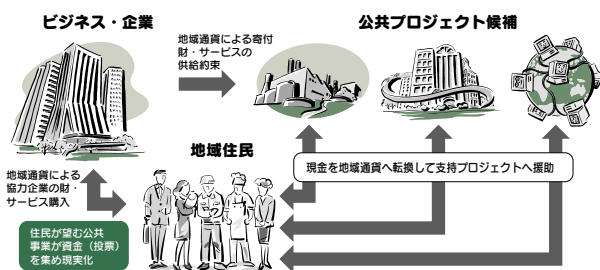 ビジネス・企業
地域通貨による寄付
財・サービスの
供給約束
公共プロジェクト候補
地域住民
現金を地域通貨へ転換して支持プロジェクトへ援助
地域通貨による
協力企業の財・
サービス購入
住民が望む公共
事業が資金（投票）
を集め現実化